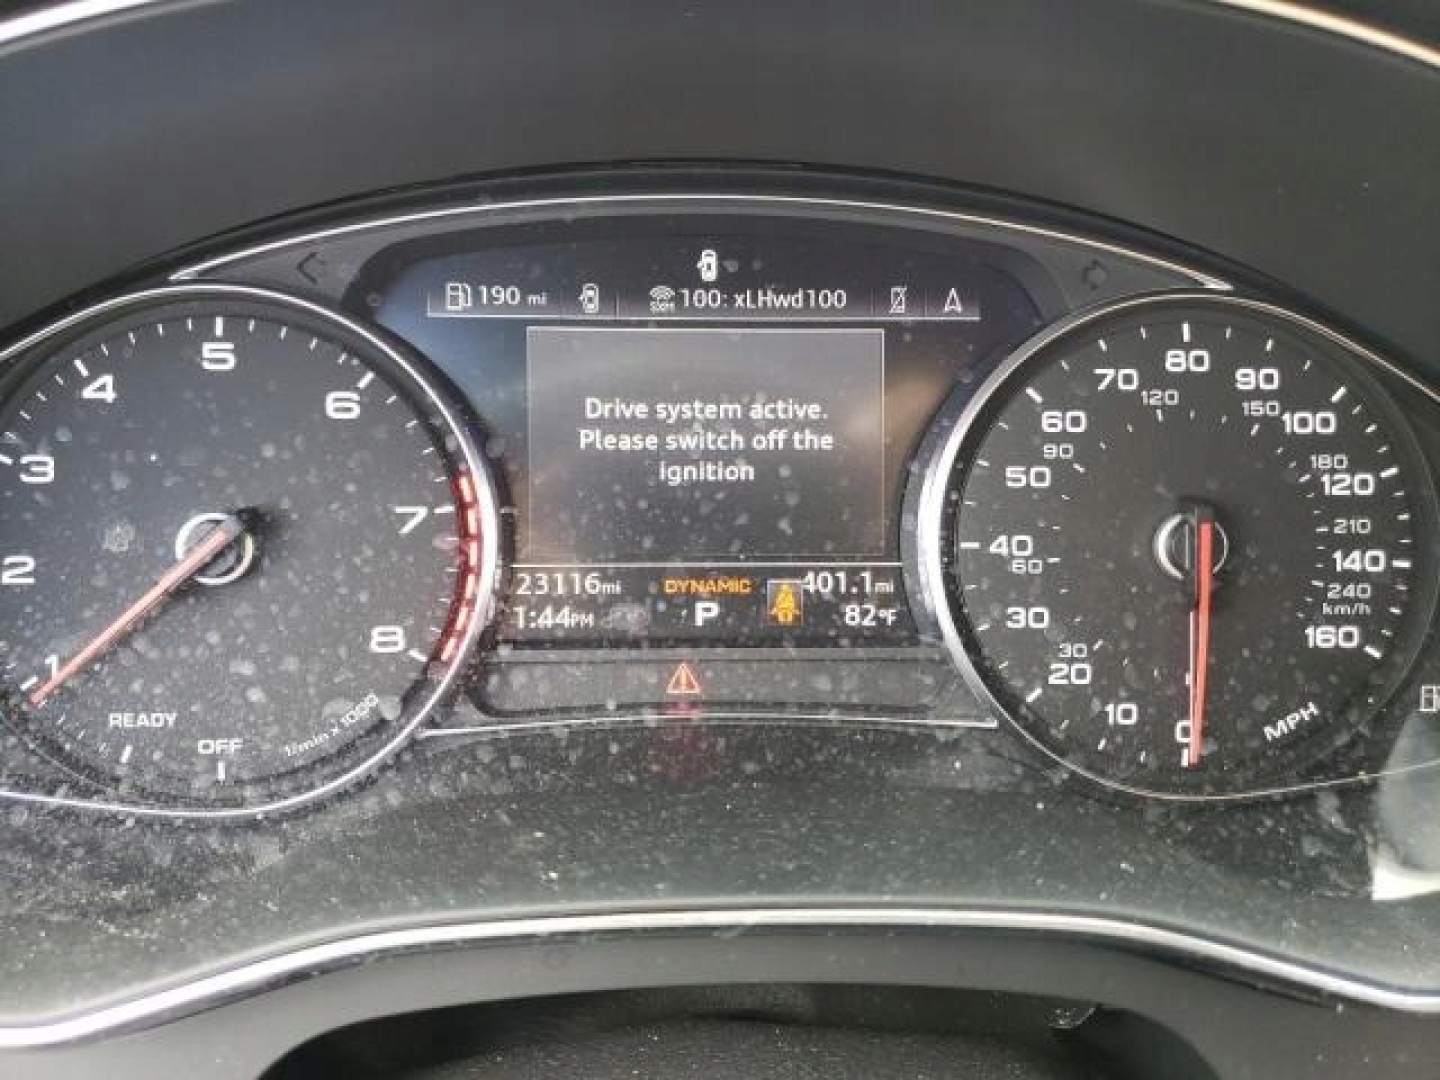 190 mi
SXM 100: xLHwd100
Drive system active.
Please switch off the
ignition
23116mi
DYNAMIC
401.1mi
1:44PM
P
82°F
1
2
3
4
5
6
7
8
READY
OFF
1/min x 1000
0
10
20
30
40
50
60
70
80
90
100
120
140
160
MPH
30
60
90
120
150
180
210
240
km/h